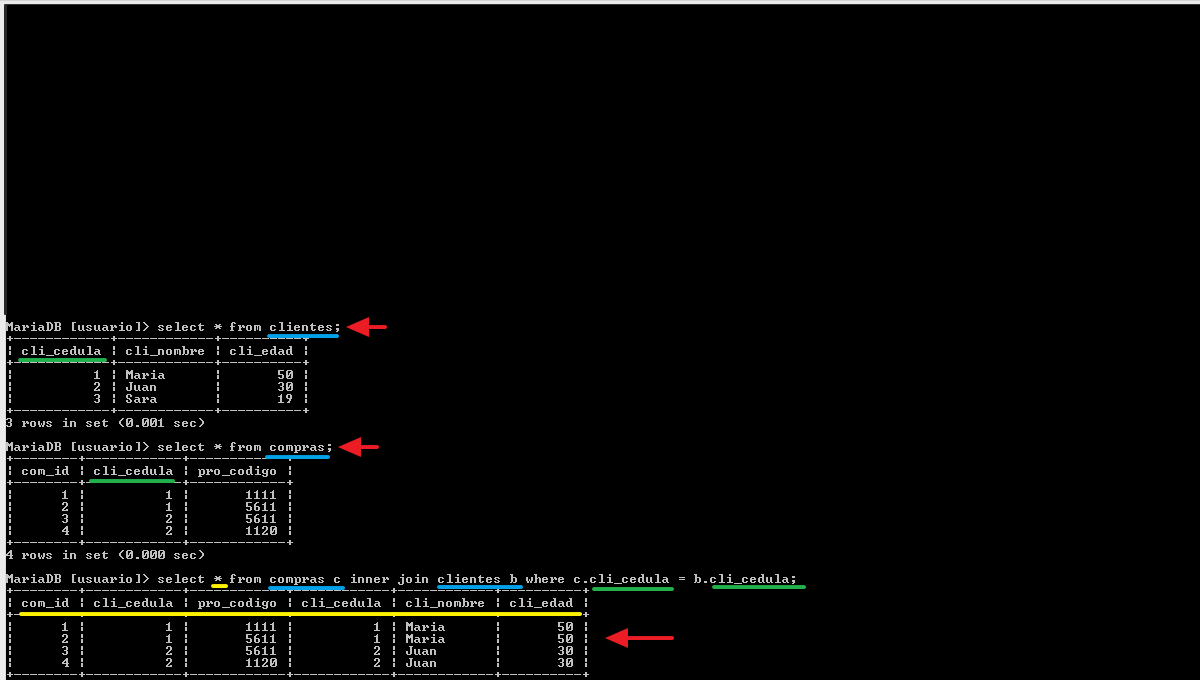 MariaDB [usuario]> select * from clientes;
+------------+------------+----------+
| cli_cedula | cli_nombre | cli_edad |
+------------+------------+----------+
|          1 | Maria      |       50 |
|          2 | Juan       |       30 |
|          3 | Sara       |       19 |
+------------+------------+----------+
3 rows in set (0.001 sec)
MariaDB [usuario]> select * from compras;
+--------+------------+------------+
| com_id | cli_cedula | pro_codigo |
+--------+------------+------------+
|      1 |          1 |       1111 |
|      2 |          1 |       5611 |
|      3 |          2 |       5611 |
|      4 |          2 |       1120 |
+--------+------------+------------+
4 rows in set (0.000 sec)
MariaDB [usuario]> select * from compras c inner join clientes b where c.cli_cedula = b.cli_cedula;
+--------+------------+------------+------------+------------+----------+
| com_id | cli_cedula | pro_codigo | cli_cedula | cli_nombre | cli_edad |
+--------+------------+------------+------------+------------+----------+
|      1 |          1 |       1111 |          1 | Maria      |       50 |
|      2 |          1 |       5611 |          1 | Maria      |       50 |
|      3 |          2 |       5611 |          2 | Juan       |       30 |
|      4 |          2 |       1120 |          2 | Juan       |       30 |
+--------+------------+------------+------------+------------+----------+